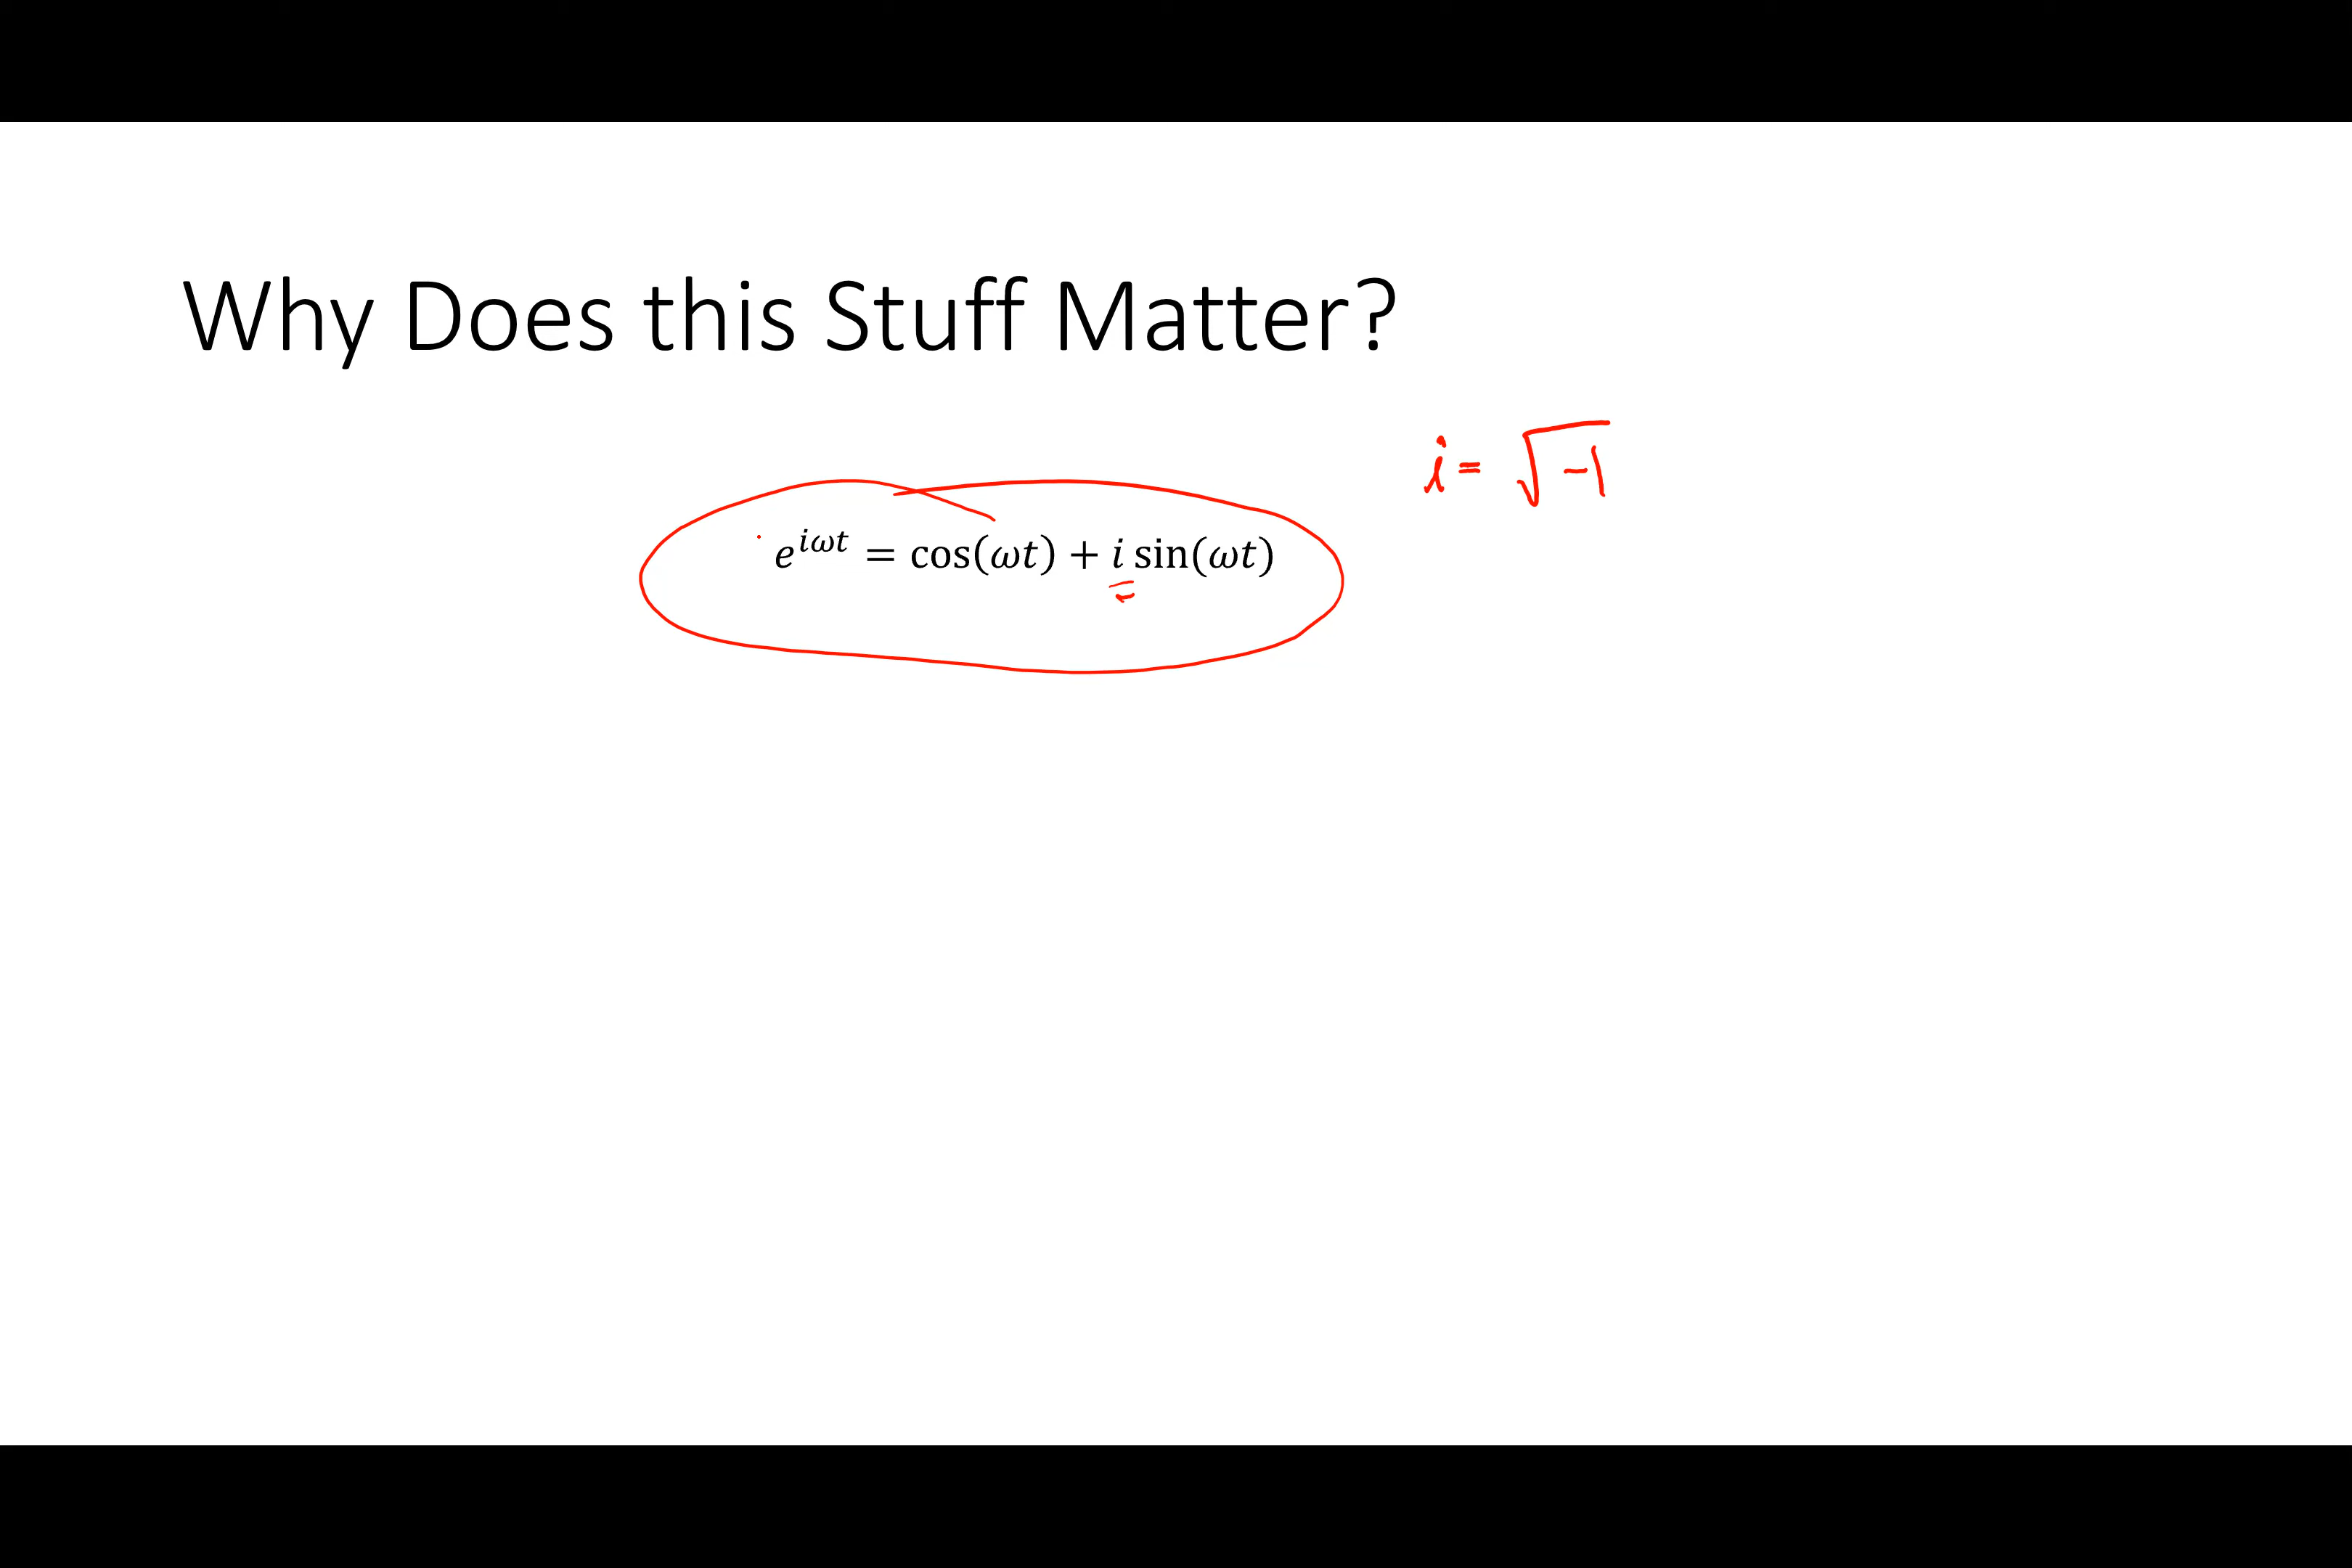 Why Does this Stuff Matter?
i = √-1
e^{iωt} = cos(ωt) + i sin(ωt)